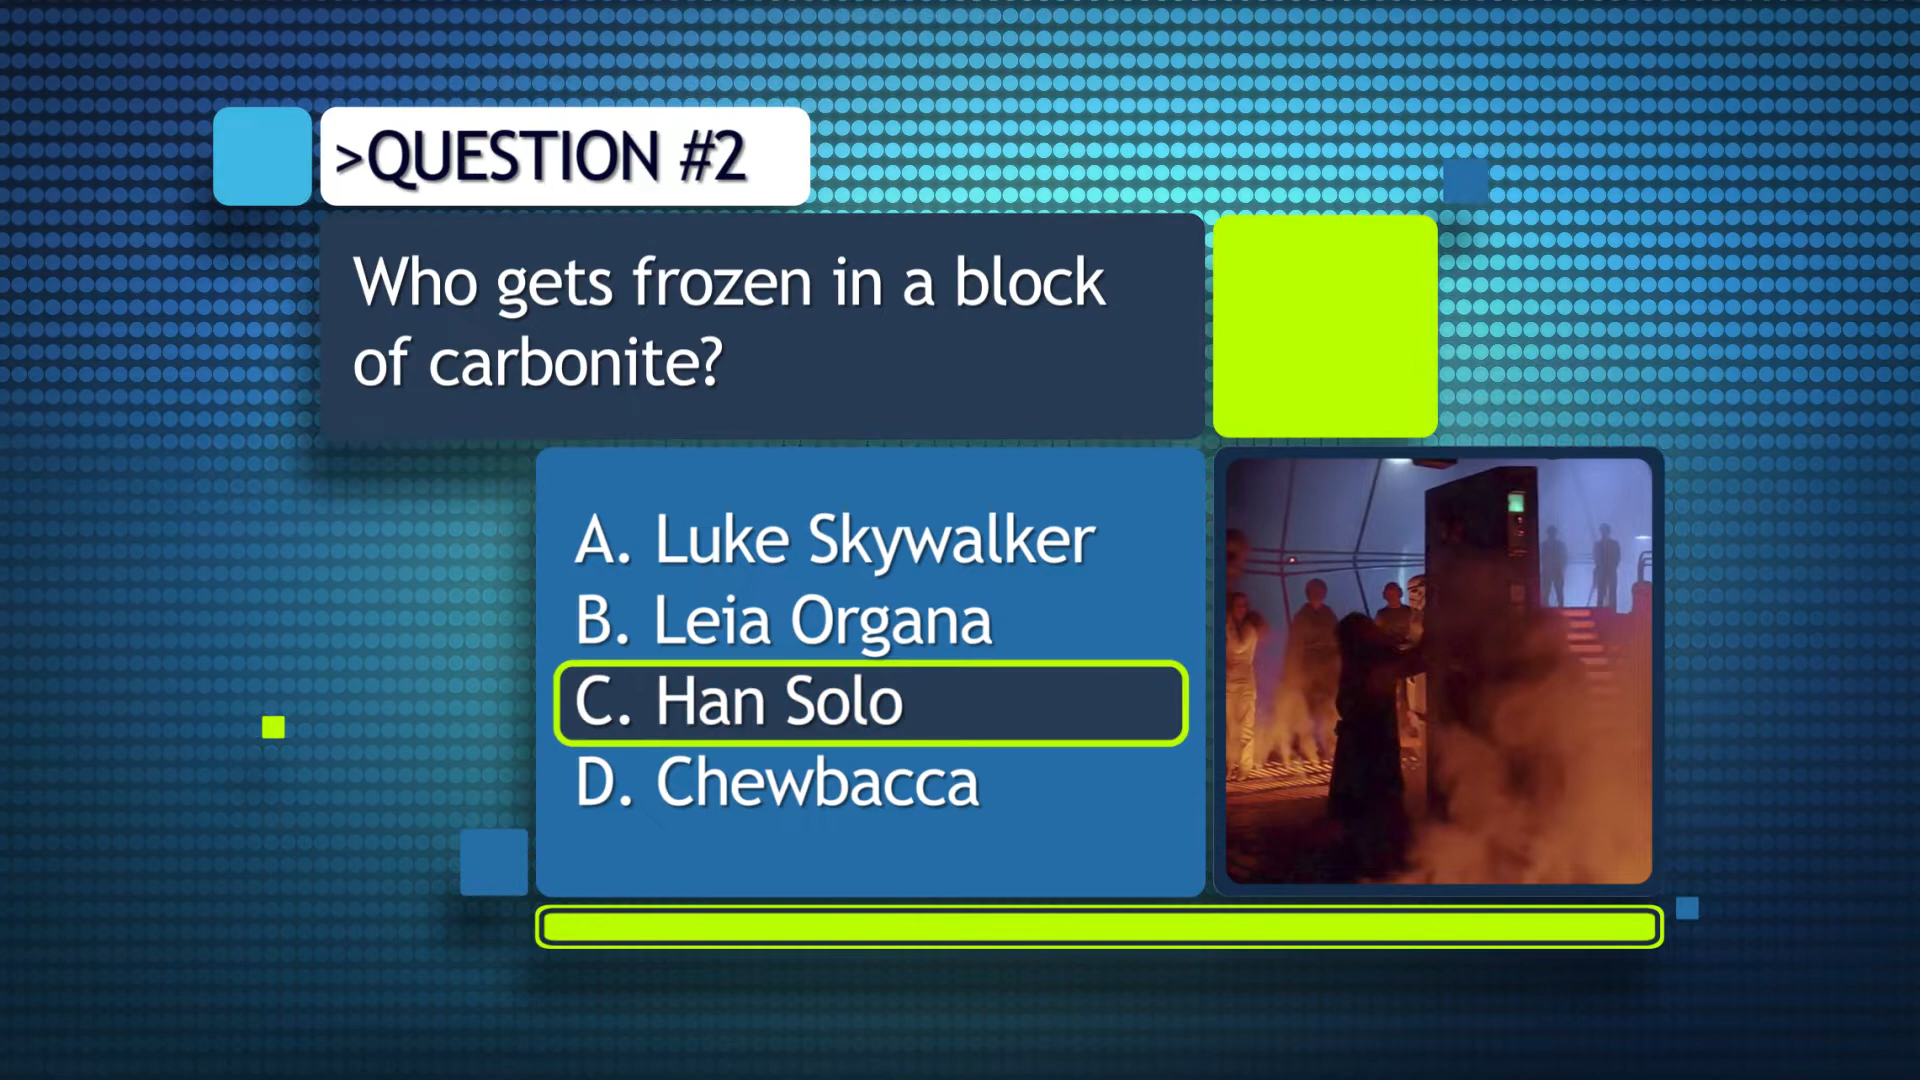 >QUESTION #2
Who gets frozen in a block
of carbonite?
A. Luke Skywalker
B. Leia Organa
C. Han Solo
D. Chewbacca